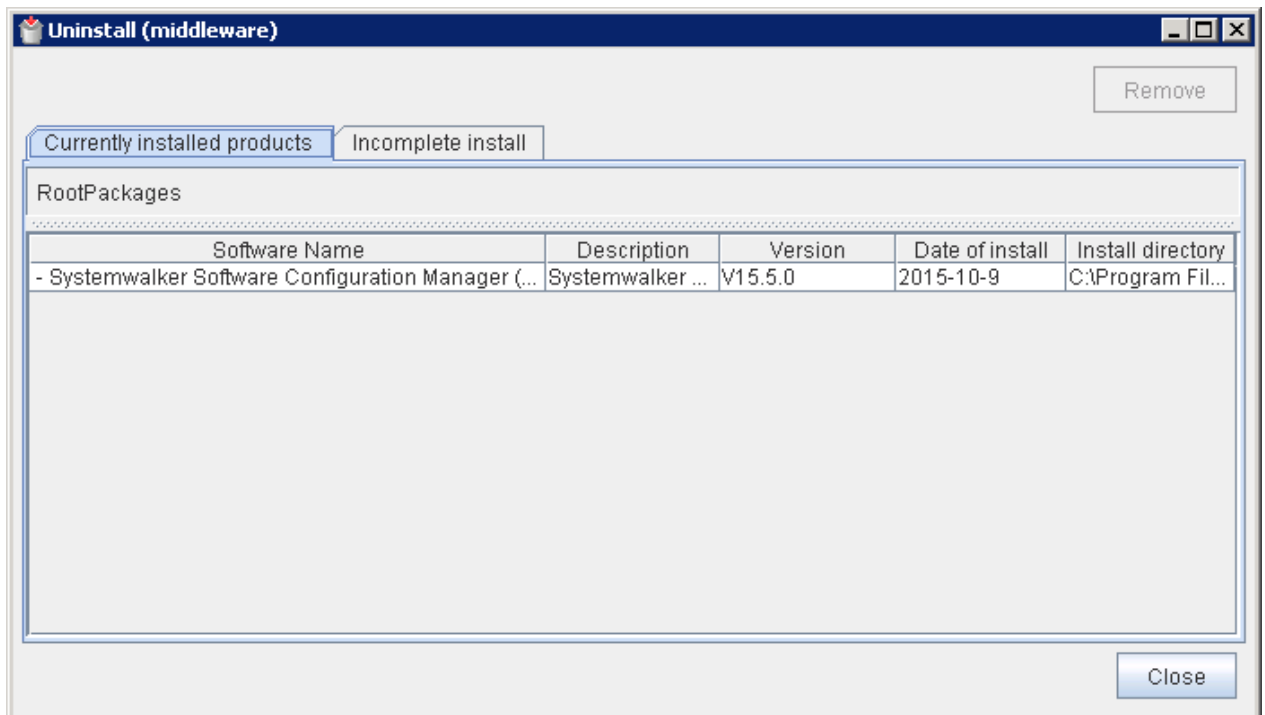 Uninstall (middleware)
Remove
Currently installed products Incomplete install
RootPackages
Software Name Description Version Date of install Install directory
- Systemwalker Software Configuration Manager (... Systemwalker ... V15.5.0 2015-10-9 C:\Program Fil...
Close